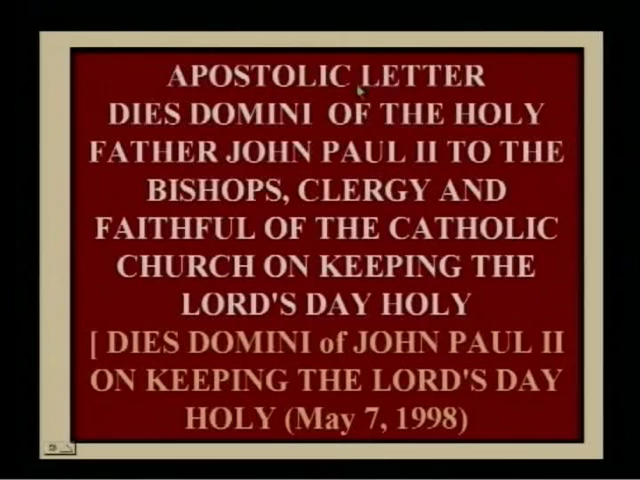 APOSTOLIC LETTER
DIES DOMINI OF THE HOLY
FATHER JOHN PAUL II TO THE
BISHOPS, CLERGY AND
FAITHFUL OF THE CATHOLIC
CHURCH ON KEEPING THE
LORD'S DAY HOLY
[ DIES DOMINI of JOHN PAUL II
ON KEEPING THE LORD'S DAY
HOLY (May 7, 1998)